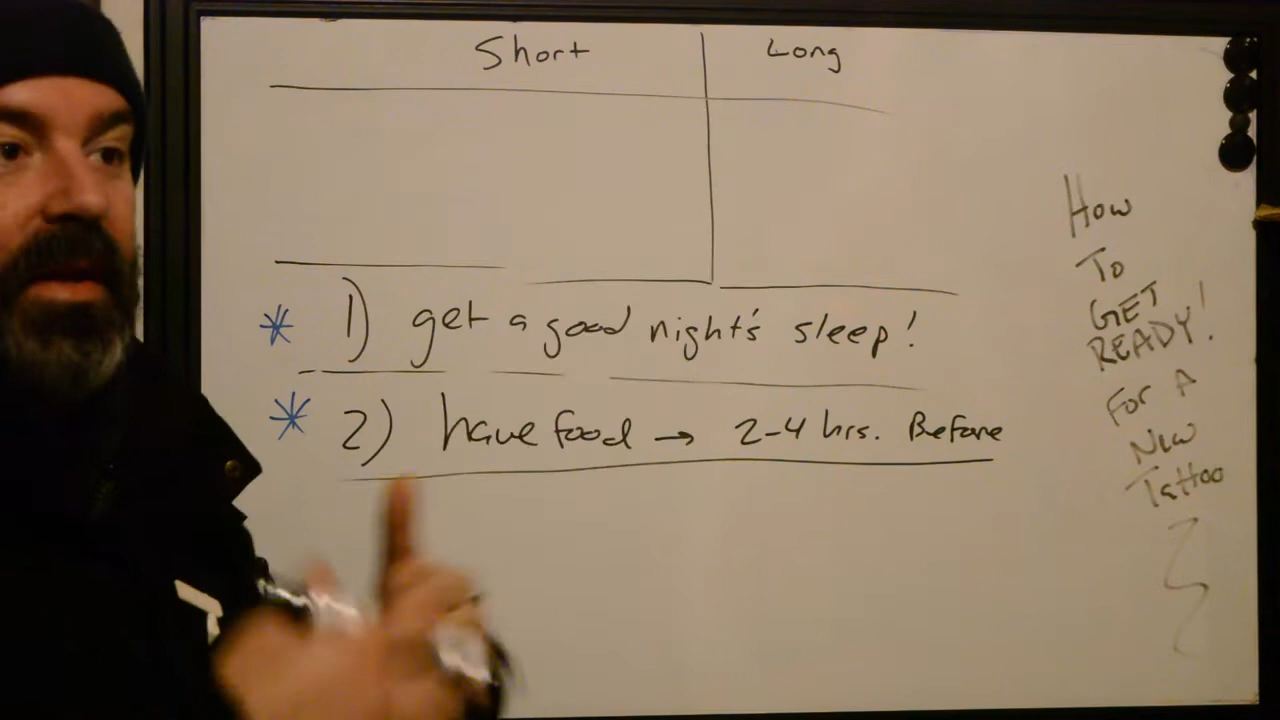 Short Long
* 1) get a good night's sleep!
* 2) have food → 2-4 hrs. Before
How
To
GET
READY!
For A
New
Tattoo